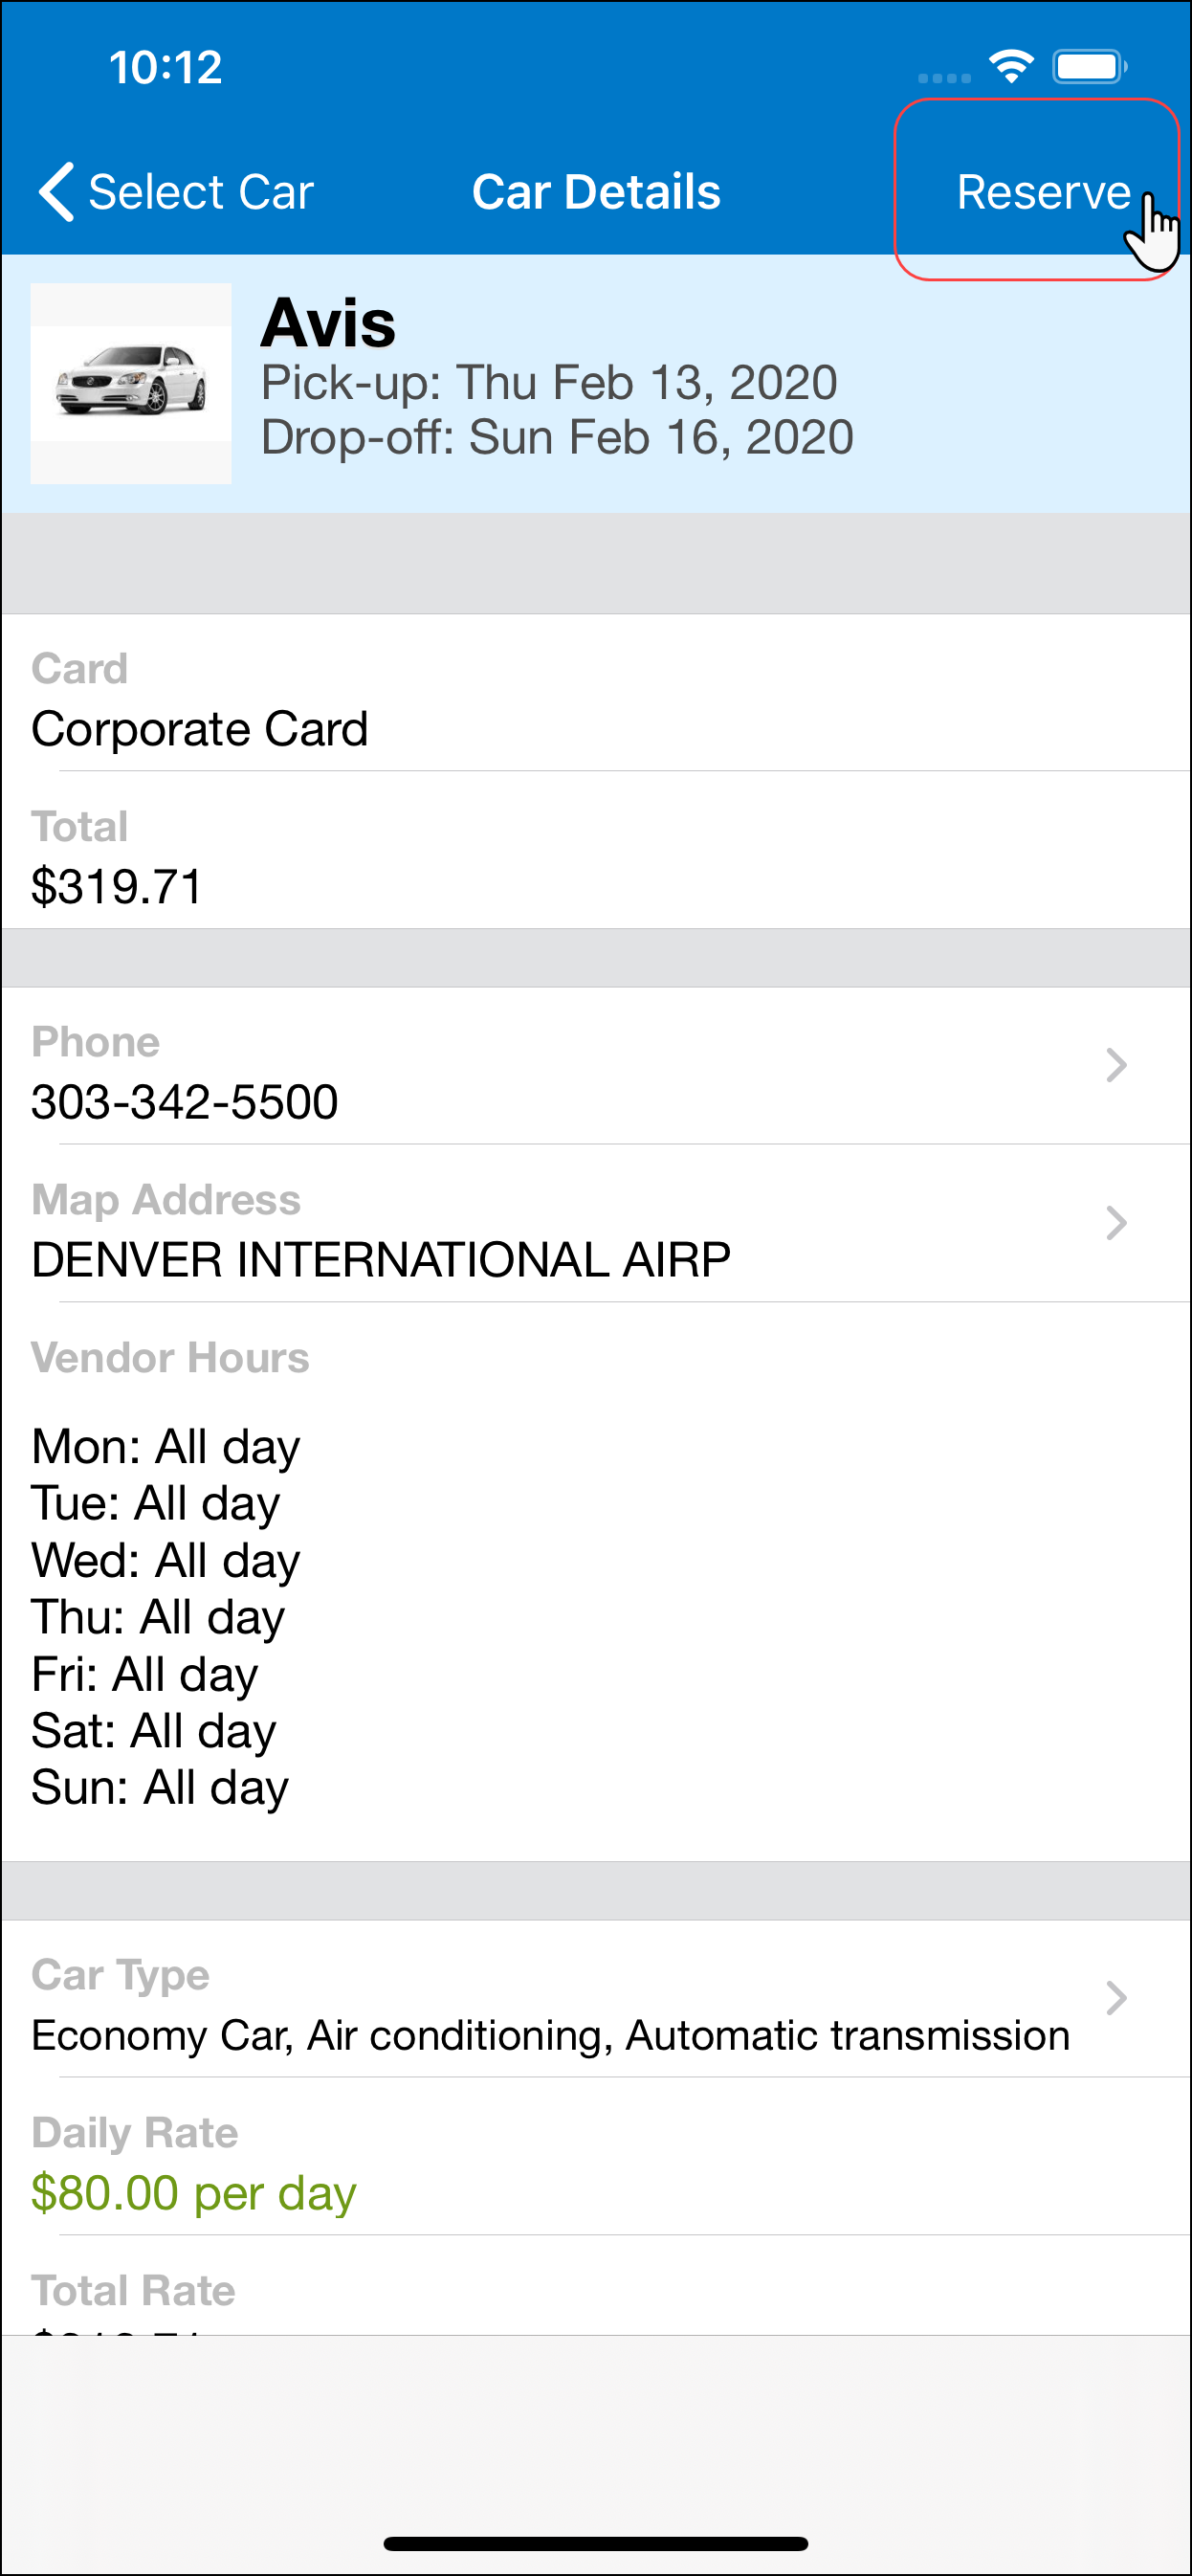 10:12
Select Car
Car Details
Reserve
Avis
Pick-up: Thu Feb 13, 2020
Drop-off: Sun Feb 16, 2020
Card
Corporate Card
Total
$319.71
Phone
303-342-5500
Map Address
DENVER INTERNATIONAL AIRP
Vendor Hours
Mon: All day
Tue: All day
Wed: All day
Thu: All day
Fri: All day
Sat: All day
Sun: All day
Car Type
Economy Car, Air conditioning, Automatic transmission
Daily Rate
$80.00 per day
Total Rate